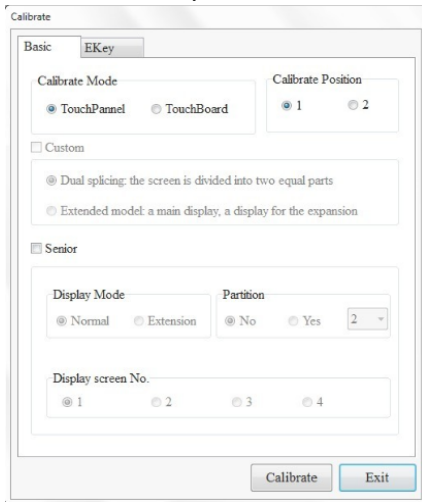 Calibrate
Basic EKey
Calibrate Mode Calibrate Position
TouchPannel TouchBoard 1 2
Custom
Dual splicing: the screen is divided into two equal parts
Extended model: a main display, a display for the expansion
Senior
Display Mode Partition
Normal Extension No Yes 2
Display screen No.
1 2 3 4
Calibrate Exit